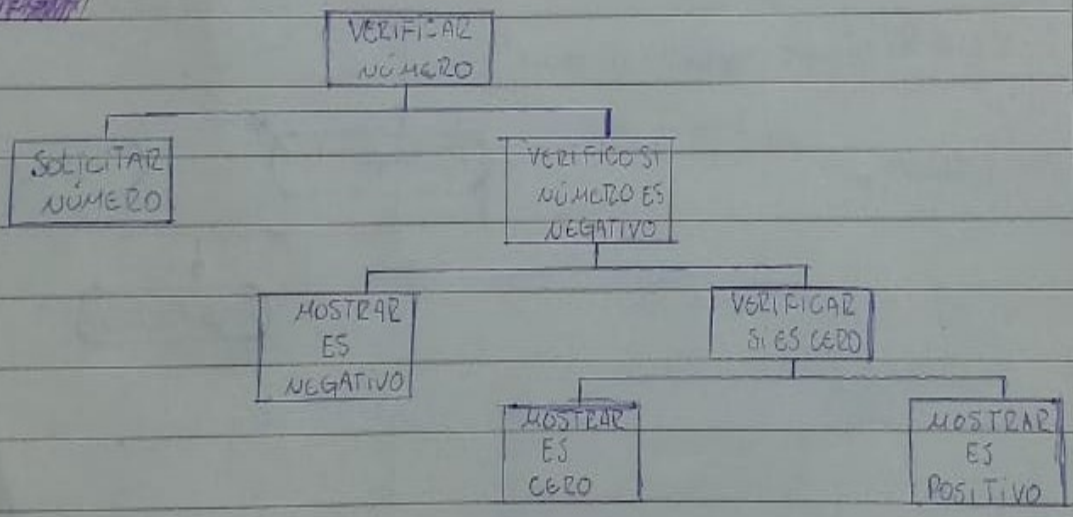 VERIFICAR
NÚMERO
SOLICITAR
NÚMERO
VERIFICO SI
NÚMERO ES
NEGATIVO
MOSTRAR
ES
NEGATIVO
VERIFICAR
SI ES CERO
MOSTRAR
ES
CERO
MOSTRAR
ES
POSITIVO